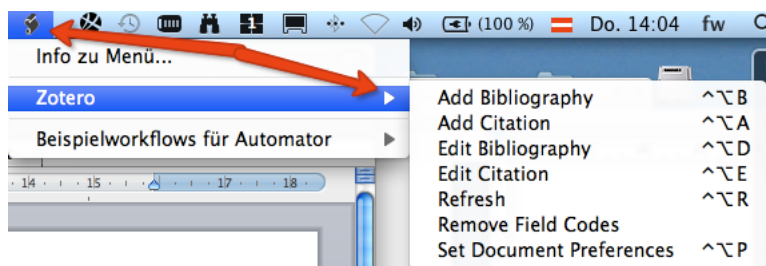 (100 %) Do. 14:04 fw
Info zu Menü...
Zotero
Beispielworkflows für Automator
Add Bibliography ^⌥B
Add Citation ^⌥A
Edit Bibliography ^⌥D
Edit Citation ^⌥E
Refresh ^⌥R
Remove Field Codes
Set Document Preferences ^⌥P
14 15 17 18